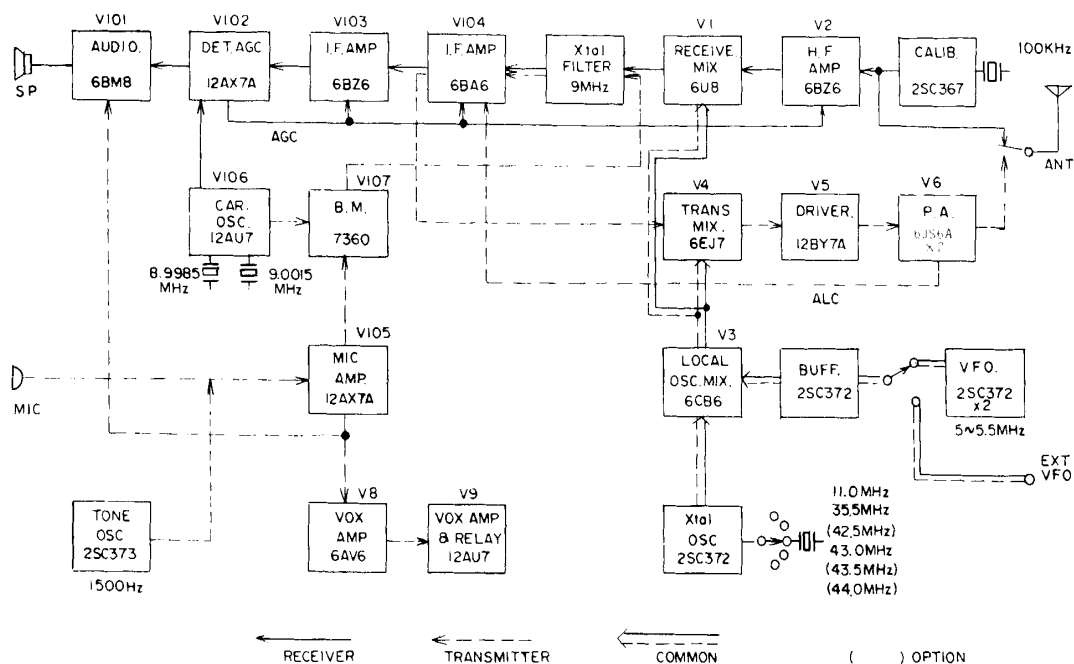 V101
AUDIO.
6BM8
SP
V102
DET. AGC
12AX7A
V103
I.F. AMP
6BZ6
V104
I.F. AMP
6BA6
Xtal
FILTER
9MHz
V1
RECEIVE
MIX
6U8
V2
H.F
AMP
6BZ6
CALIB.
2SC367
100KHz
ANT
AGC
V106
CAR.
OSC.
12AU7
8.9985
MHz
9.0015
MHz
V107
B.M.
7360
V4
TRANS
MIX.
6EJ7
V5
DRIVER.
12BY7A
V6
P.A.
6JS6A
x2
ALC
V105
MIC
AMP.
12AX7A
MIC
V3
LOCAL
OSC.MIX.
6CB6
BUFF.
2SC372
VFO.
2SC372
x2
5~5.5MHz
EXT
VFO
TONE
OSC
2SC373
1500Hz
V8
VOX
AMP
6AV6
V9
VOX AMP
& RELAY
12AU7
Xtal
OSC
2SC372
11.0MHz
35.5MHz
(42.5MHz)
43.0MHz
(43.5MHz)
(44.0MHz)
RECEIVER
TRANSMITTER
COMMON
( ) OPTION